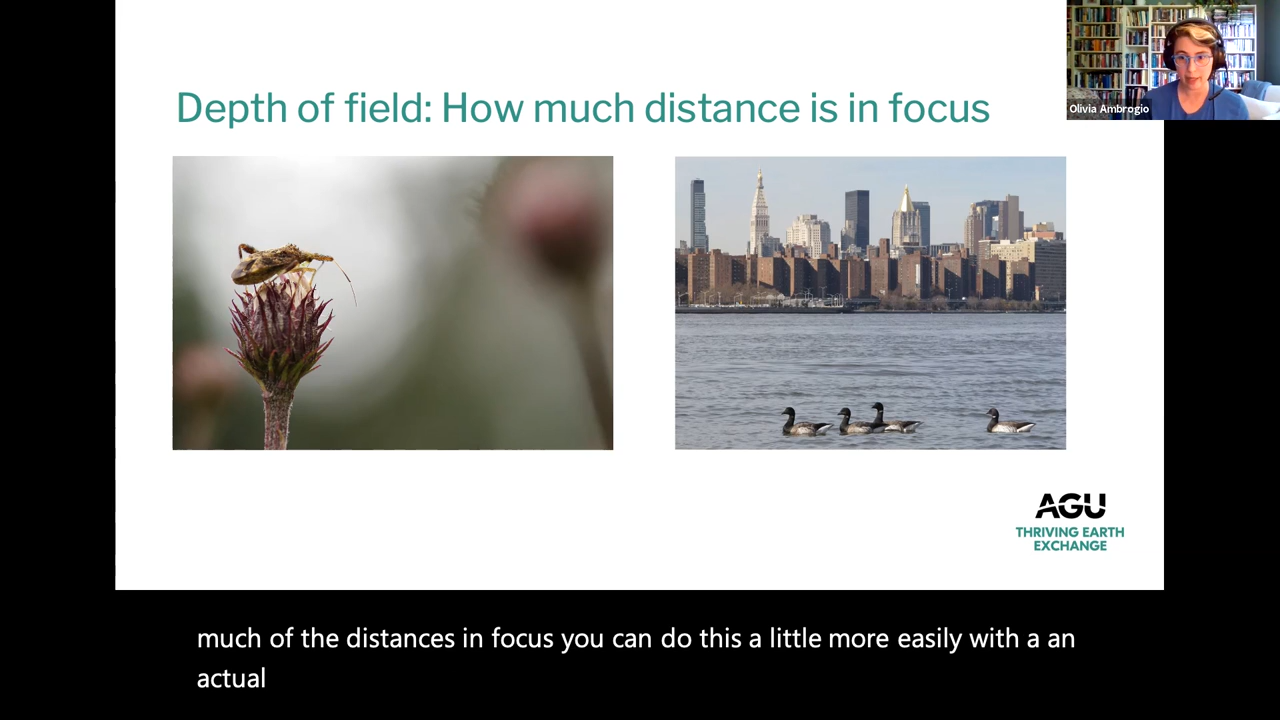 Depth of field: How much distance is in focus
Olivia Ambrogio
AGU
THRIVING EARTH
EXCHANGE
much of the distances in focus you can do this a little more easily with a an
actual